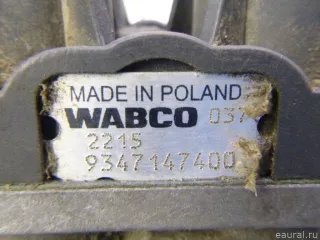 MADE IN POLAND
WABCO 037
2215
9347147400
eaural.ru